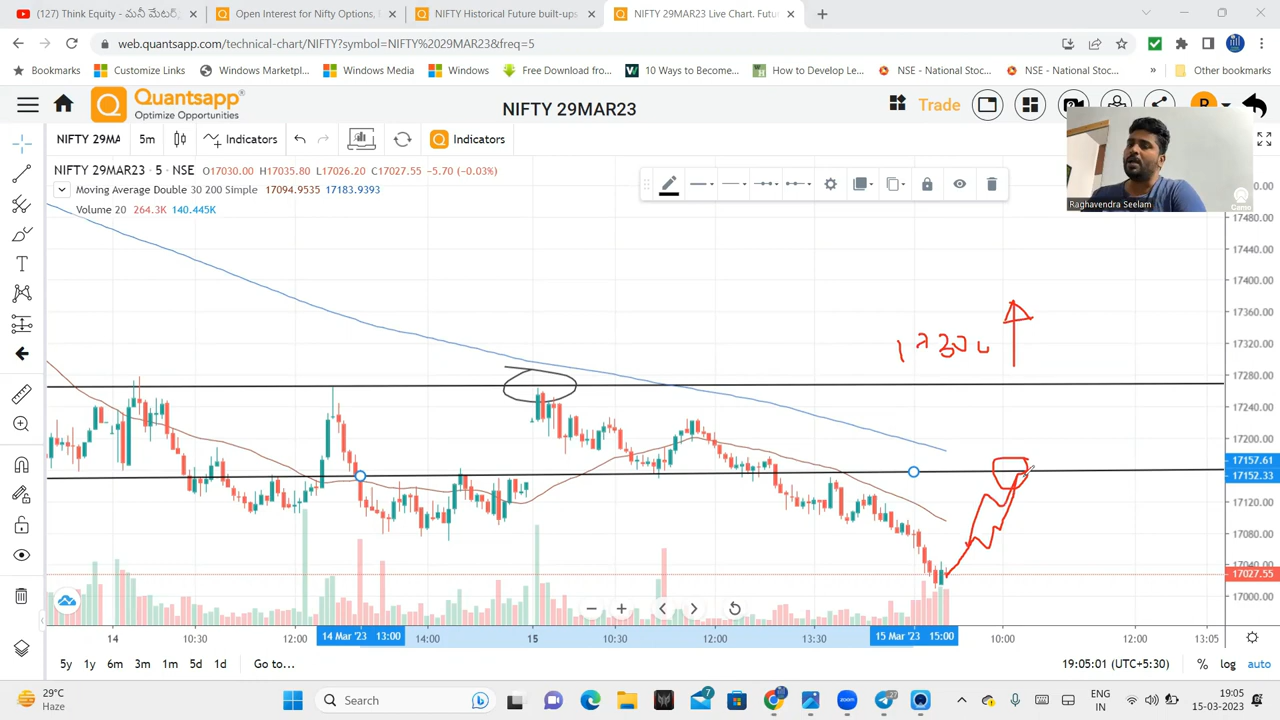 (127) Think Equity - మనీ మేటర్స్
Open Interest for Nifty Options, 
NIFTY Historical Future built-ups
NIFTY 29MAR23 Live Chart. Futu
web.quantsapp.com/technical-chart/NIFTY?symbol=NIFTY%2029MAR23&freq=5
Bookmarks
Customize Links
Windows Marketpl...
Windows Media
Windows
Free Download fro...
10 Ways to Become...
How to Develop Le...
NSE - National Stoc...
NSE - National Stoc...
»
Other bookmarks
Quantsapp
Optimize Opportunities
NIFTY 29MAR23
Trade
R
NIFTY 29MA
5m
Indicators
Indicators
NIFTY 29MAR23 · 5 · NSE O17030.00 H17035.80 L17026.20 C17027.55 −5.70 (−0.03%)
Moving Average Double 30 200 Simple 17094.9535 17183.9393
Volume 20 264.3K 140.445K
Raghavendra Seelam
Como
17480.00
17440.00
17400.00
17360.00
17320.00
17280.00
17240.00
17200.00
17157.61
17152.33
17120.00
17080.00
17040.00
17027.55
17000.00
17300
14
10:30
12:00
14 Mar '23 13:00
14:00
15
10:30
12:00
13:30
15 Mar '23 15:00
10:00
12:00
13:05
5y 1y 6m 3m 1m 5d 1d Go to...
19:05:01 (UTC+5:30) % log auto
29°C
Haze
Search
7
ENG
IN
19:05
15-03-2023